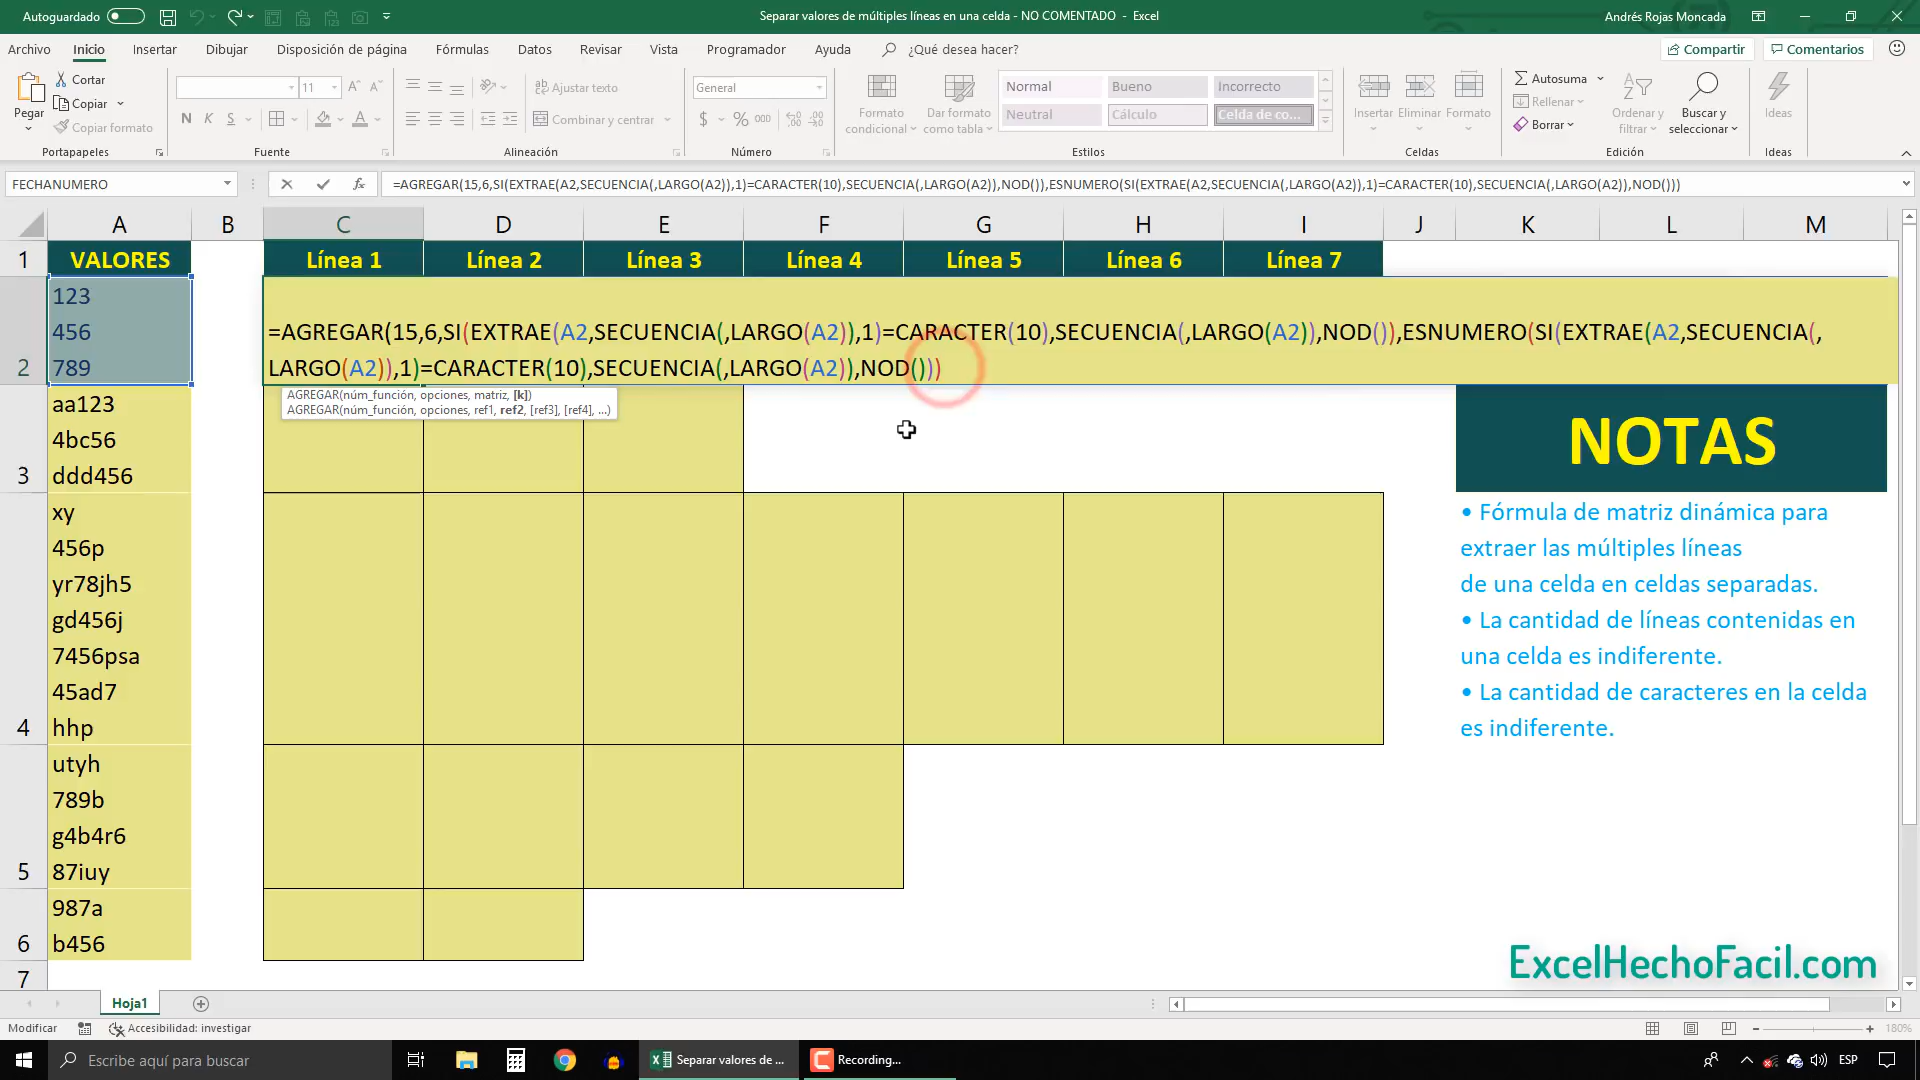 Autoguardado
Separar valores de múltiples líneas en una celda - NO COMENTADO - Excel
Andrés Rojas Moncada
Archivo Inicio Insertar Dibujar Disposición de página Fórmulas Datos Revisar Vista Programador Ayuda ¿Qué desea hacer? Compartir Comentarios
Pegar
Cortar
Copiar
Copiar formato
Portapapeles
11
N K S
Fuente
Ajustar texto
Combinar y centrar
Alineación
General
$ % 000
Número
Formato condicional
Dar formato como tabla
Normal Bueno Incorrecto
Neutral Cálculo Celda de co...
Estilos
Insertar Eliminar Formato
Celdas
Autosuma
Rellenar
Borrar
Ordenar y filtrar
Buscar y seleccionar
Edición
Ideas
Ideas
FECHANUMERO
fx
=AGREGAR(15,6,SI(EXTRAE(A2,SECUENCIA(,LARGO(A2)),1)=CARACTER(10),SECUENCIA(,LARGO(A2)),NOD()),ESNUMERO(SI(EXTRAE(A2,SECUENCIA(,LARGO(A2)),1)=CARACTER(10),SECUENCIA(,LARGO(A2)),NOD()))
A B C D E F G H I J K L M
1 VALORES Línea 1 Línea 2 Línea 3 Línea 4 Línea 5 Línea 6 Línea 7
123
456
2 789
=AGREGAR(15,6,SI(EXTRAE(A2,SECUENCIA(,LARGO(A2)),1)=CARACTER(10),SECUENCIA(,LARGO(A2)),NOD()),ESNUMERO(SI(EXTRAE(A2,SECUENCIA(,
LARGO(A2)),1)=CARACTER(10),SECUENCIA(,LARGO(A2)),NOD()))
AGREGAR(núm_función, opciones, matriz, [k])
AGREGAR(núm_función, opciones, ref1, ref2, [ref3], [ref4], ...)
aa123
4bc56
3 ddd456
xy
456p
yr78jh5
gd456j
7456psa
45ad7
4 hhp
utyh
789b
g4b4r6
5 87iuy
987a
6 b456
7
NOTAS
• Fórmula de matriz dinámica para
extraer las múltiples líneas
de una celda en celdas separadas.
• La cantidad de líneas contenidas en
una celda es indiferente.
• La cantidad de caracteres en la celda
es indiferente.
ExcelHechoFacil.com
Hoja1
Modificar Accesibilidad: investigar
180%
Escribe aquí para buscar
Separar valores de ...
Recording...
ESP